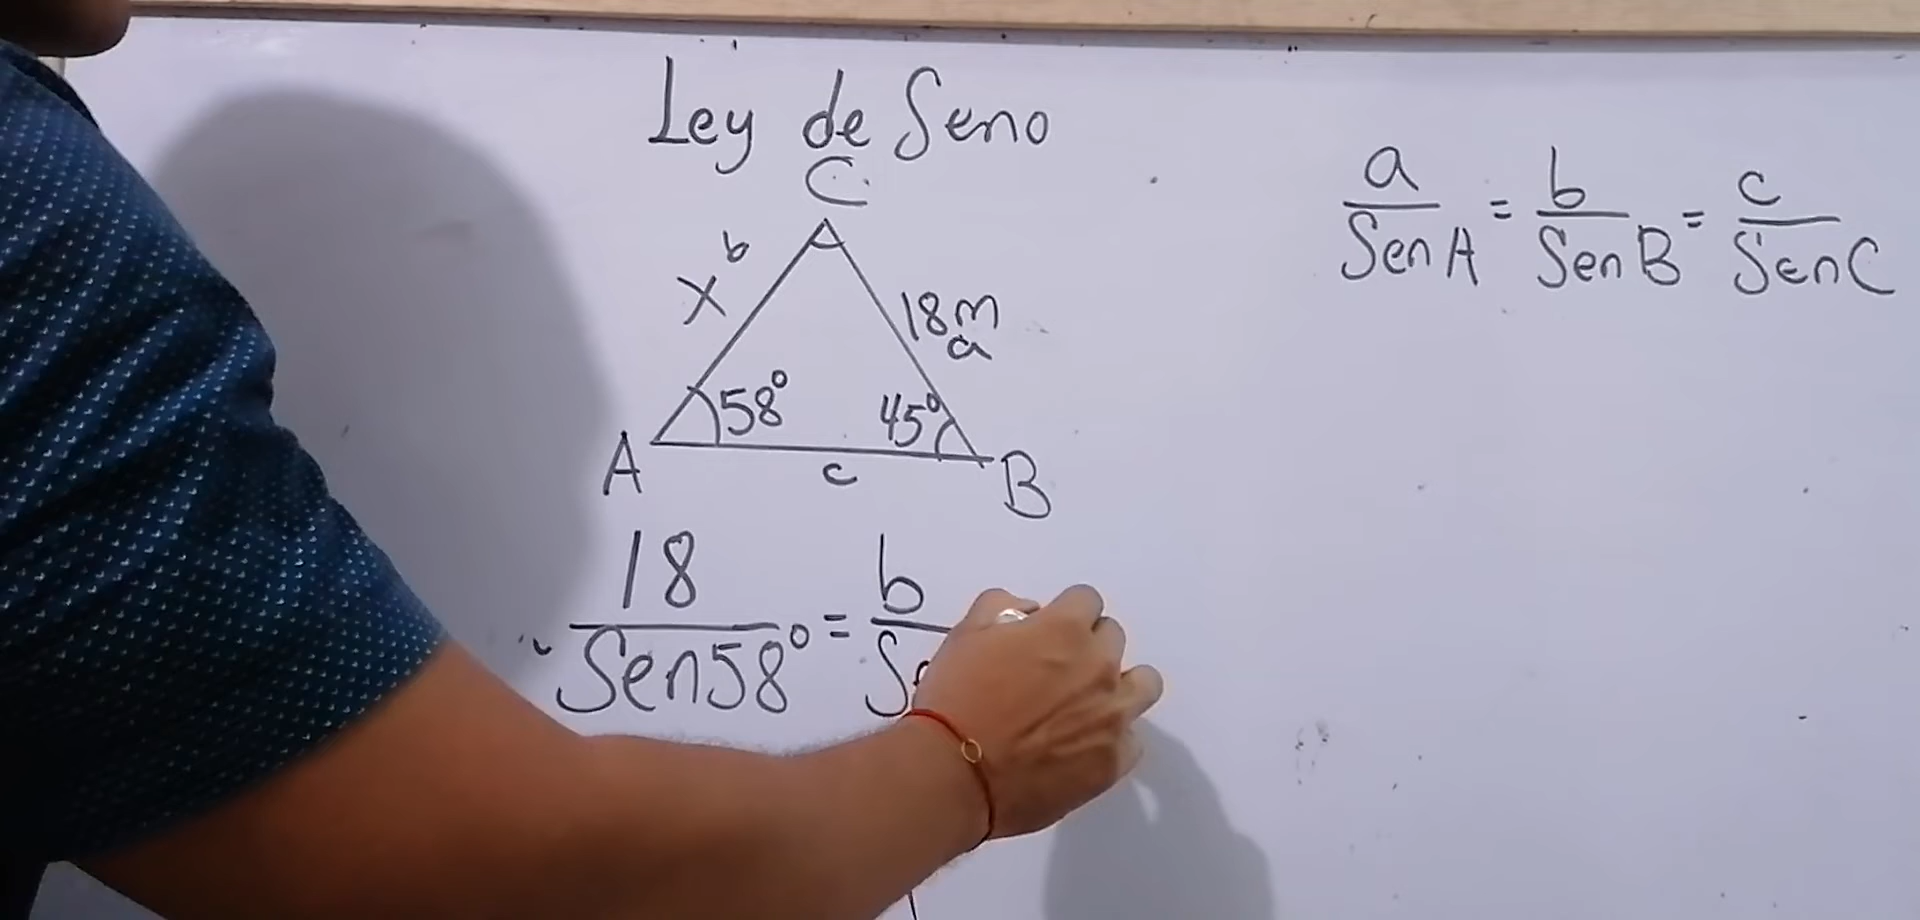 Ley de Seno
C
b
X
18m
a
58° 45°
A c B
a/SenA = b/SenB = c/SenC
18/Sen58° = b/